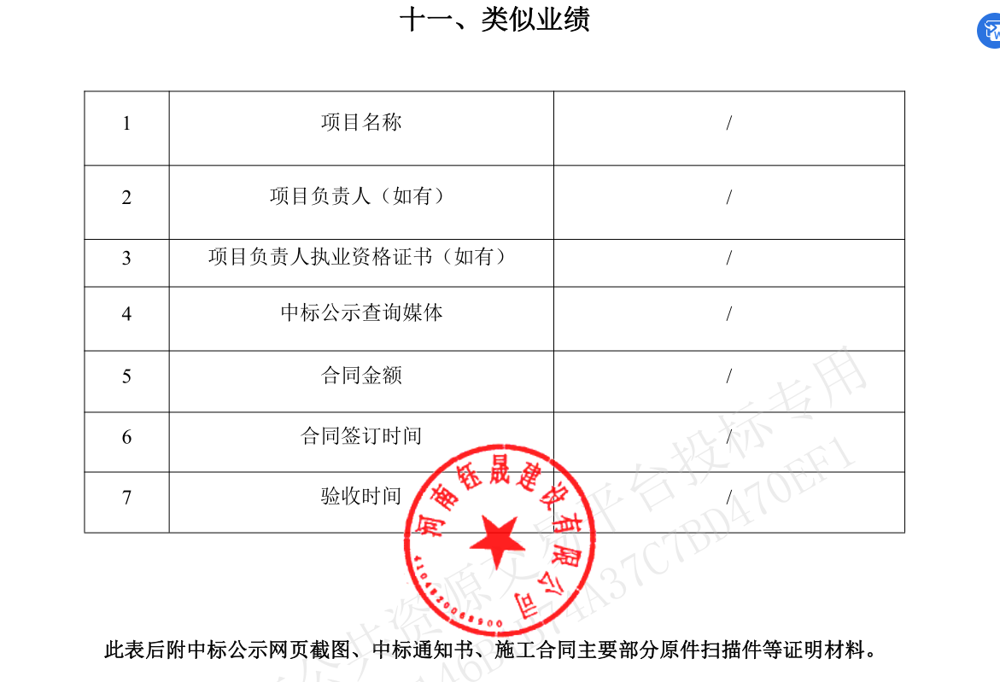 十一、类似业绩
1 项目名称 /
2 项目负责人（如有） /
3 项目负责人执业资格证书（如有） /
4 中标公示查询媒体 /
5 合同金额 /
6 合同签订时间 /
7 验收时间 /
河南钰晟建设有限公司
4104820068900
公共资源交易平台投标专用
74A37C7BD470EF1
此表后附中标公示网页截图、中标通知书、施工合同主要部分原件扫描件等证明材料。